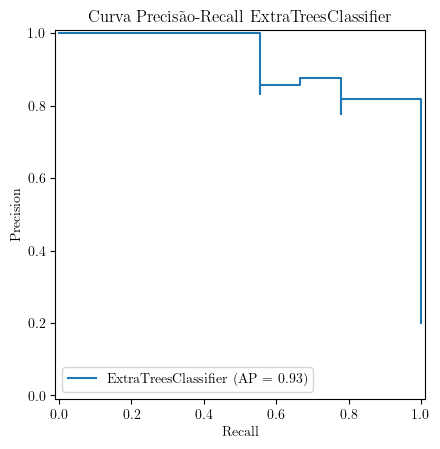 Curva Precisão-Recall ExtraTreesClassifier
1.0
0.8
0.6
0.4
0.2
0.0
Precision
ExtraTreesClassifier (AP = 0.93)
0.0 0.2 0.4 0.6 0.8 1.0
Recall